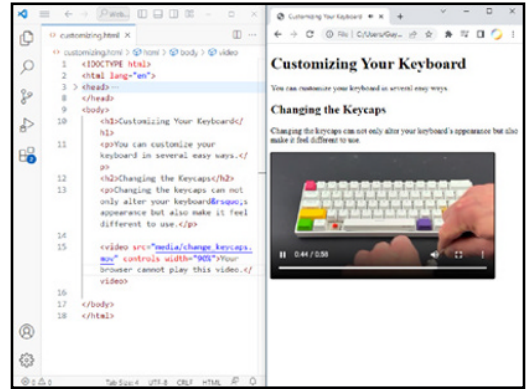 customizing.html
customizing.html > html > body > video
1 <!DOCTYPE html>
2 <html lang="en">
3 > <head>
8 </head>
9 <body>
10 <h1>Customizing Your Keyboard</
h1>
11 <p>You can customize your
keyboard in several easy ways.</
p>
12 <h2>Changing the Keycaps</h2>
13 <p>Changing the keycaps can not
only alter your keyboard&rsquo;s
appearance but also make it feel
different to use.</p>
14
15 <video src="media/change_keycaps.
mov" controls width="90%">Your
browser cannot play this video.</
video>
16
17 </body>
18 </html>
0 0
Tab Size: 4 UTF-8 CRLF HTML
Customizing Your Keyboard
File C:/Users/Guy...
Customizing Your Keyboard
You can customize your keyboard in several easy ways.
Changing the Keycaps
Changing the keycaps can not only alter your keyboard's appearance but also
make it feel different to use.
0:44 / 0:58